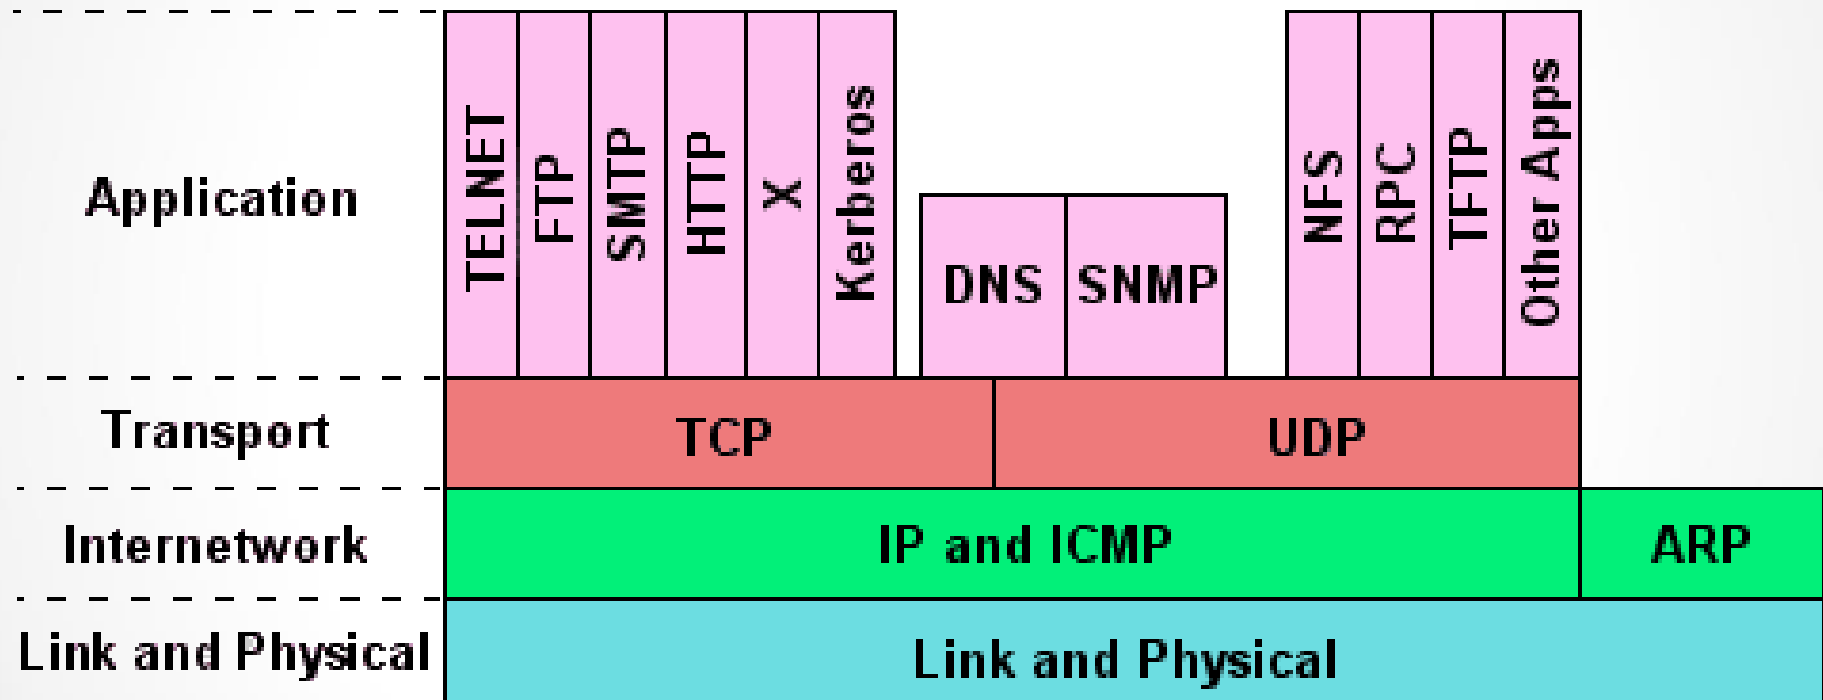 Application
TELNET
FTP
SMTP
HTTP
X
Kerberos
DNS
SNMP
NFS
RPC
TFTP
Other Apps
Transport
TCP
UDP
Internetwork
IP and ICMP
ARP
Link and Physical
Link and Physical